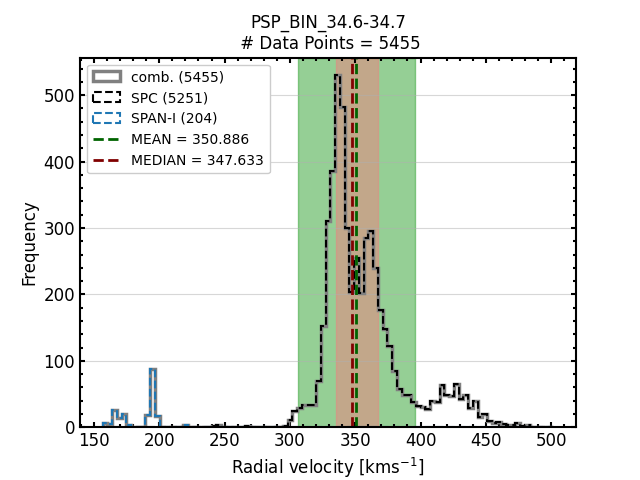 PSP_BIN_34.6-34.7
# Data Points = 5455
comb. (5455)
SPC (5251)
SPAN-I (204)
MEAN = 350.886
MEDIAN = 347.633
Frequency
500
400
300
200
100
0
150 200 250 300 350 400 450 500
Radial velocity [kms⁻¹]